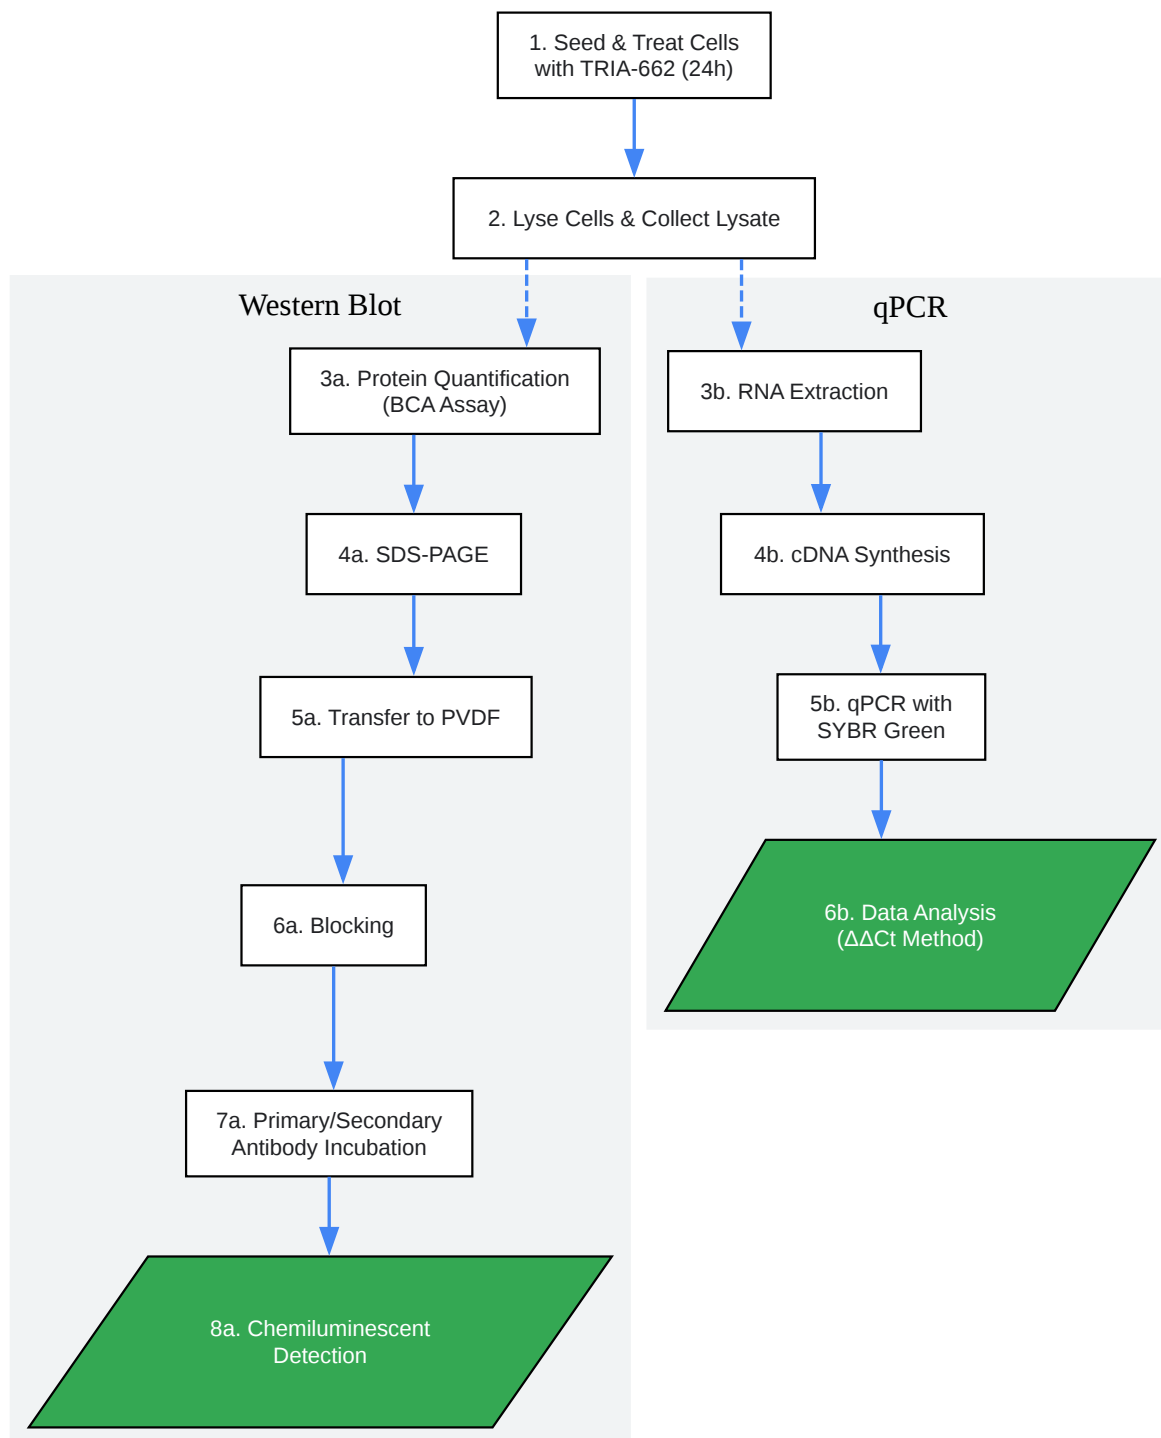 1. Seed & Treat Cells
with TRIA-662 (24h)
2. Lyse Cells & Collect Lysate
Western Blot
3a. Protein Quantification
(BCA Assay)
4a. SDS-PAGE
5a. Transfer to PVDF
6a. Blocking
7a. Primary/Secondary
Antibody Incubation
8a. Chemiluminescent
Detection
qPCR
3b. RNA Extraction
4b. cDNA Synthesis
5b. qPCR with
SYBR Green
6b. Data Analysis
(ΔΔCt Method)